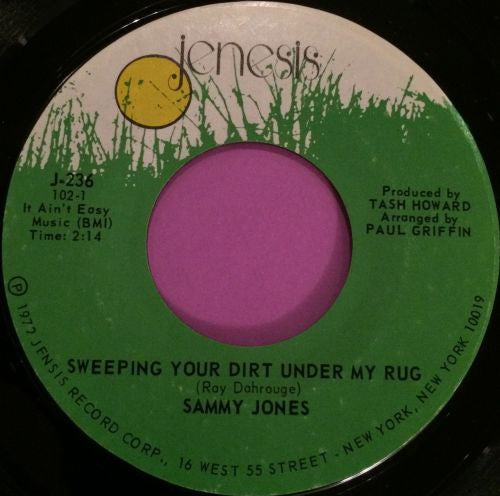 jenesis
J-236
102-1
It Ain't Easy
Music (BMI)
Time: 2:14
Produced by
TASH HOWARD
Arranged by
PAUL GRIFFIN
SWEEPING YOUR DIRT UNDER MY RUG
(Ray Dahrouge)
SAMMY JONES
Ⓟ 1972 JENSIS RECORD CORP., 16 WEST 55 STREET - NEW YORK, NEW YORK 10019